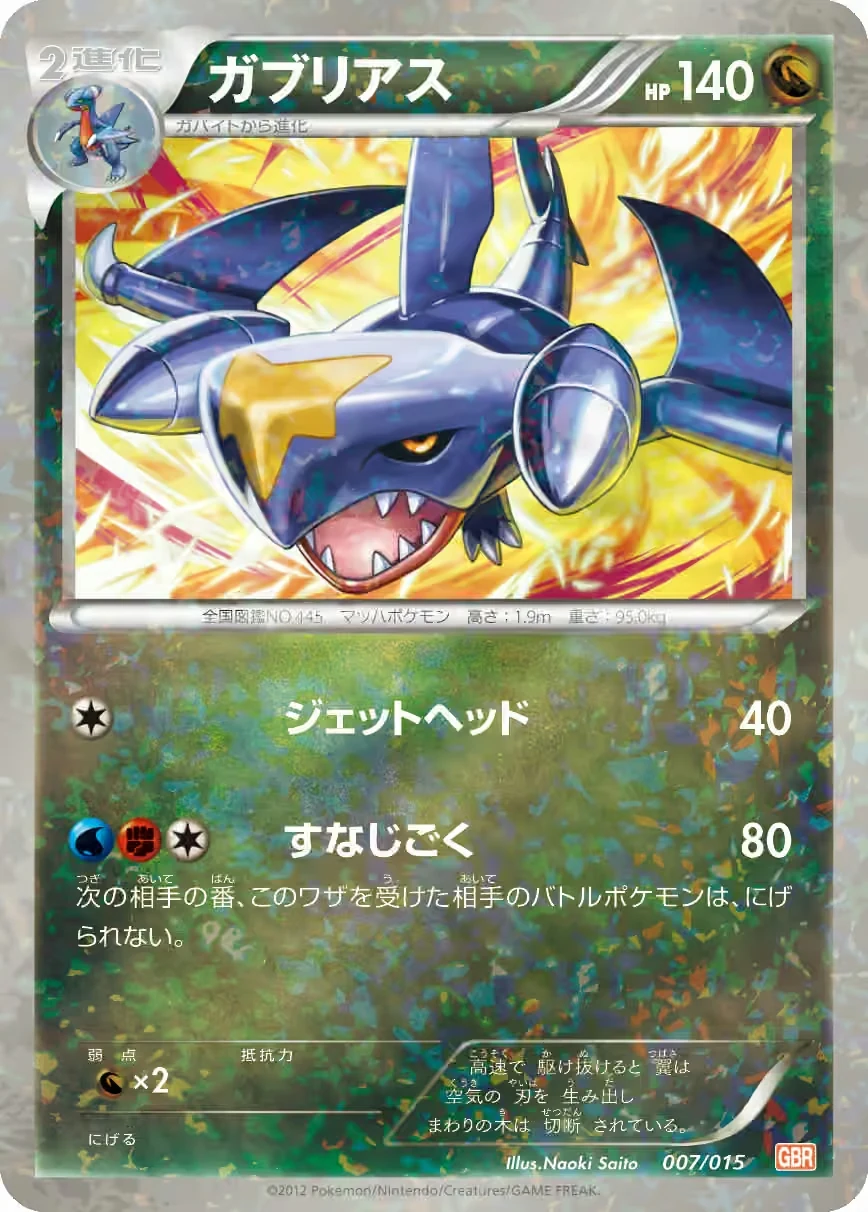 2進化
ガブリアス
HP 140
ガバイトから進化
全国図鑑NO.445 マッハポケモン 高さ：1.9m 重さ：95.0kg
ジェットヘッド 40
すなじごく 80
次の相手の番、このワザを受けた相手のバトルポケモンは、にげ
られない。
弱点 抵抗力
×2
にげる
高速で 駆け抜けると 翼は
空気の 刃を 生み出し
まわりの木は 切断 されている。
Illus.Naoki Saito 007/015 GBR
©2012 Pokémon/Nintendo/Creatures/GAME FREAK.